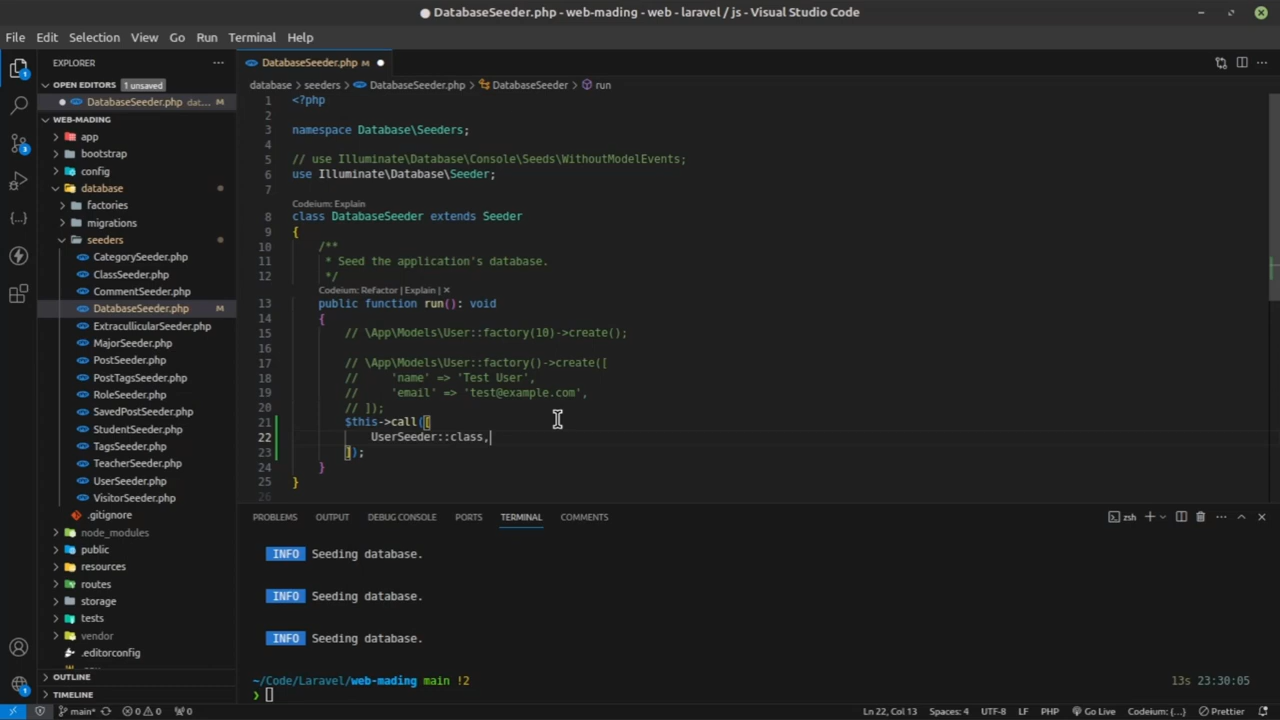 DatabaseSeeder.php - web-mading - web - laravel / js - Visual Studio Code
File Edit Selection View Go Run Terminal Help
EXPLORER
OPEN EDITORS 1 unsaved
DatabaseSeeder.php dat... M
WEB-MADING
app
bootstrap
config
database
factories
migrations
seeders
CategorySeeder.php
ClassSeeder.php
CommentSeeder.php
DatabaseSeeder.php M
ExtracullicularSeeder.php
MajorSeeder.php
PostSeeder.php
PostTagsSeeder.php
RoleSeeder.php
SavedPostSeeder.php
StudentSeeder.php
TagsSeeder.php
TeacherSeeder.php
UserSeeder.php
VisitorSeeder.php
.gitignore
node_modules
public
resources
routes
storage
tests
vendor
.editorconfig
OUTLINE
TIMELINE
DatabaseSeeder.php M
database > seeders > DatabaseSeeder.php > DatabaseSeeder > run
1 <?php
2
3 namespace Database\Seeders;
4
5 // use Illuminate\Database\Console\Seeds\WithoutModelEvents;
6 use Illuminate\Database\Seeder;
7
Codeium: Explain
8 class DatabaseSeeder extends Seeder
9 {
10 /**
11 * Seed the application's database.
12 */
Codeium: Refactor | Explain | ×
13 public function run(): void
14 {
15 // \App\Models\User::factory(10)->create();
16
17 // \App\Models\User::factory()->create([
18 // 'name' => 'Test User',
19 // 'email' => 'test@example.com',
20 // ]);
21 $this->call([
22 UserSeeder::class,
23 ]);
24 }
25 }
26
PROBLEMS OUTPUT DEBUG CONSOLE PORTS TERMINAL COMMENTS
zsh
INFO Seeding database.
INFO Seeding database.
INFO Seeding database.
~/Code/Laravel/web-mading main !2 13s 23:30:05
❯
main* 0 0 0 Ln 22, Col 13 Spaces: 4 UTF-8 LF PHP Go Live Codeium: {...} Prettier